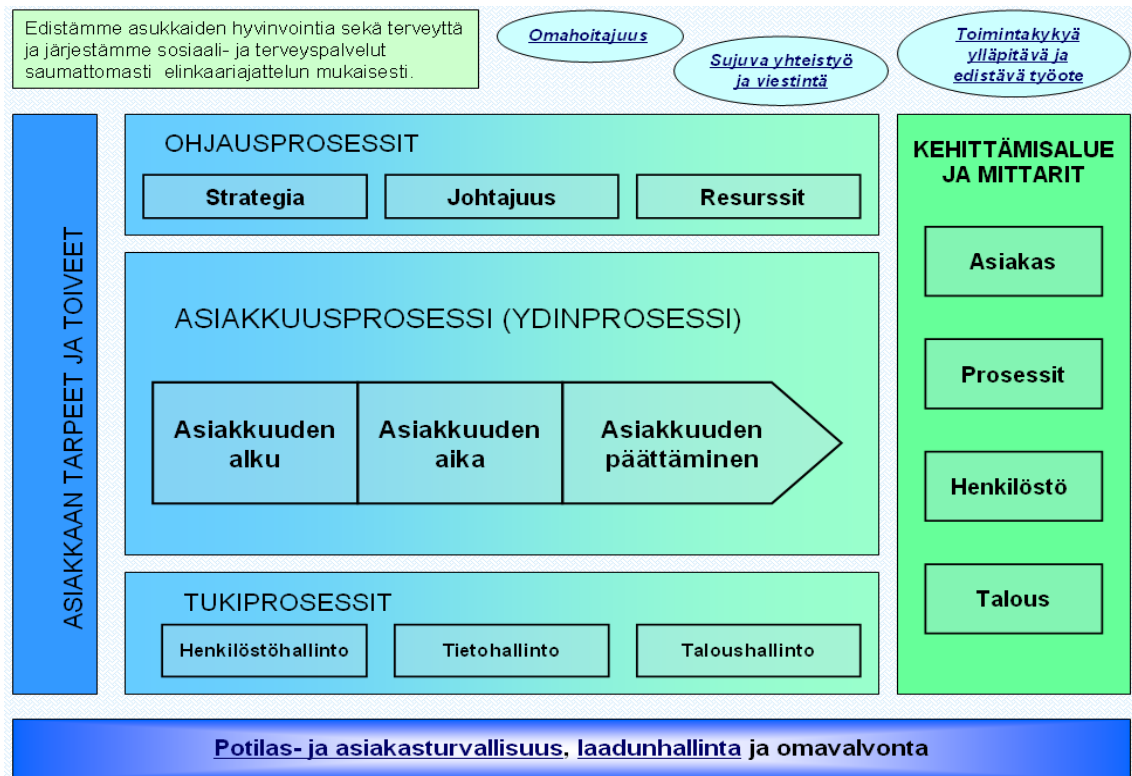 Edistämme asukkaiden hyvinvointia sekä terveyttä
ja järjestämme sosiaali- ja terveyspalvelut
saumattomasti elinkaariajattelun mukaisesti.
Omahoitajuus
Sujuva yhteistyö
ja viestintä
Toimintakykyä
ylläpitävä ja
edistävä työote
ASIAKKAAN TARPEET JA TOIVEET
OHJAUSPROSESSIT
Strategia
Johtajuus
Resurssit
ASIAKKUUSPROSESSI (YDINPROSESSI)
Asiakkuuden
alku
Asiakkuuden
aika
Asiakkuuden
päättäminen
TUKIPROSESSIT
Henkilöstöhallinto
Tietohallinto
Taloushallinto
KEHITTÄMISALUE
JA MITTARIT
Asiakas
Prosessit
Henkilöstö
Talous
Potilas- ja asiakasturvallisuus, laadunhallinta ja omavalvonta